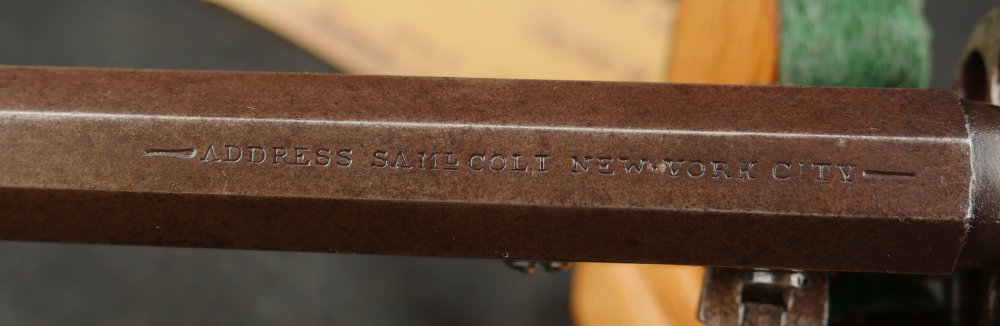 — ADDRESS SAML COLT NEW-YORK CITY —